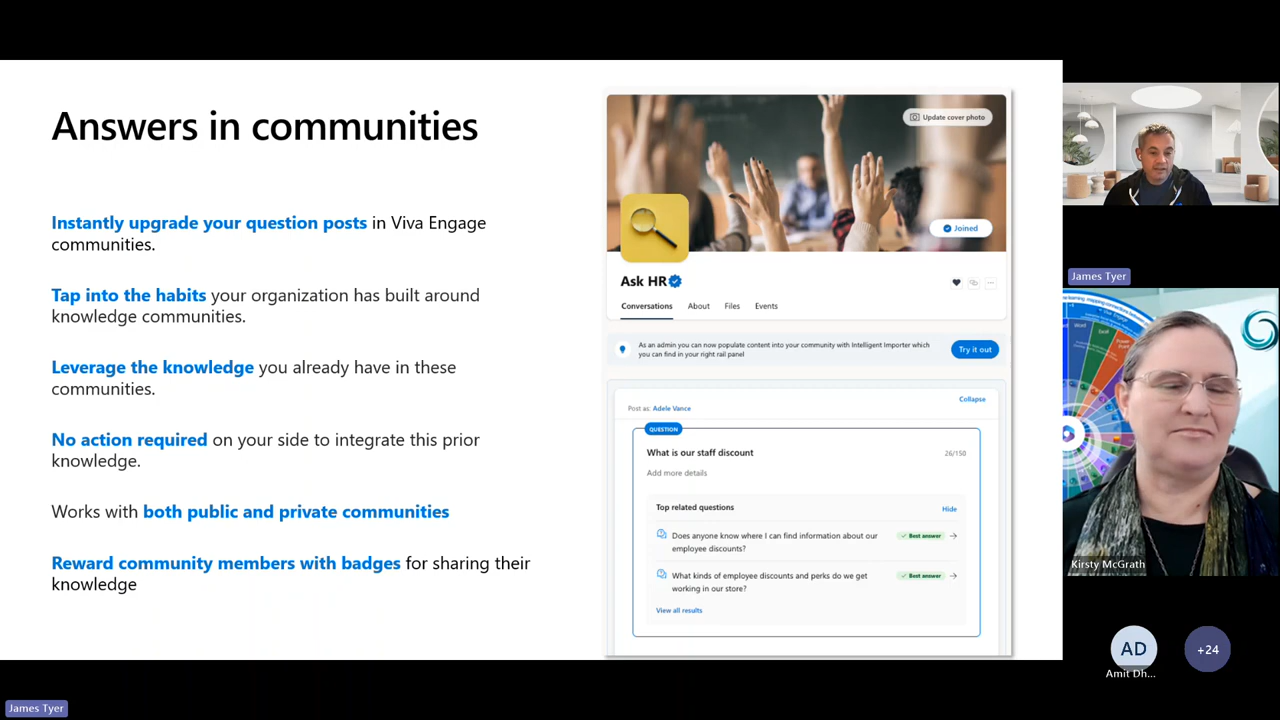 Answers in communities
Instantly upgrade your question posts in Viva Engage
communities.
Tap into the habits your organization has built around
knowledge communities.
Leverage the knowledge you already have in these
communities.
No action required on your side to integrate this prior
knowledge.
Works with both public and private communities
Reward community members with badges for sharing their
knowledge
Update cover photo
Joined
Ask HR
Conversations About Files Events
As an admin you can now populate content into your community with Intelligent Importer which
you can find in your right rail panel
Try it out
Collapse
Post as: Adele Vance
QUESTION
What is our staff discount 26/150
Add more details
Top related questions Hide
Does anyone know where I can find information about our
employee discounts?
Best answer
What kinds of employee discounts and perks do we get
working in our store?
Best answer
View all results
James Tyer
Word
Excel
Power
Point
Kirsty McGrath
AD
Amit Dh...
+24
James Tyer